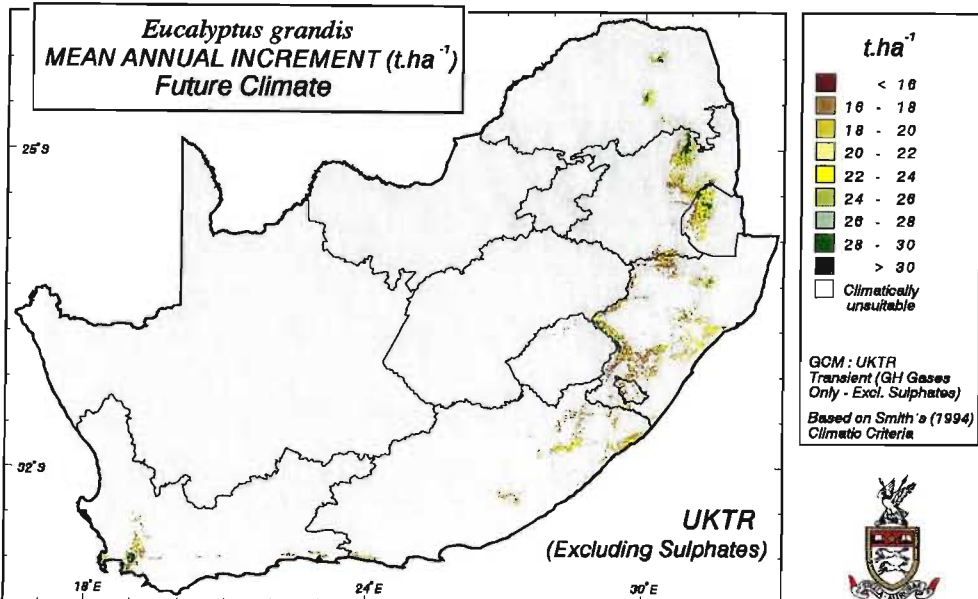 Eucalyptus grandis
MEAN ANNUAL INCREMENT (t.ha⁻¹)
Future Climate
t.ha⁻¹
< 16
16 - 18
18 - 20
20 - 22
22 - 24
24 - 26
26 - 28
28 - 30
> 30
Climatically
unsuitable
GCM : UKTR
Transient (GH Gases
Only - Excl. Sulphates)
Based on Smith's (1994)
Climatic Criteria
25°S
32°S
18°E
24°E
30°E
UKTR
(Excluding Sulphates)